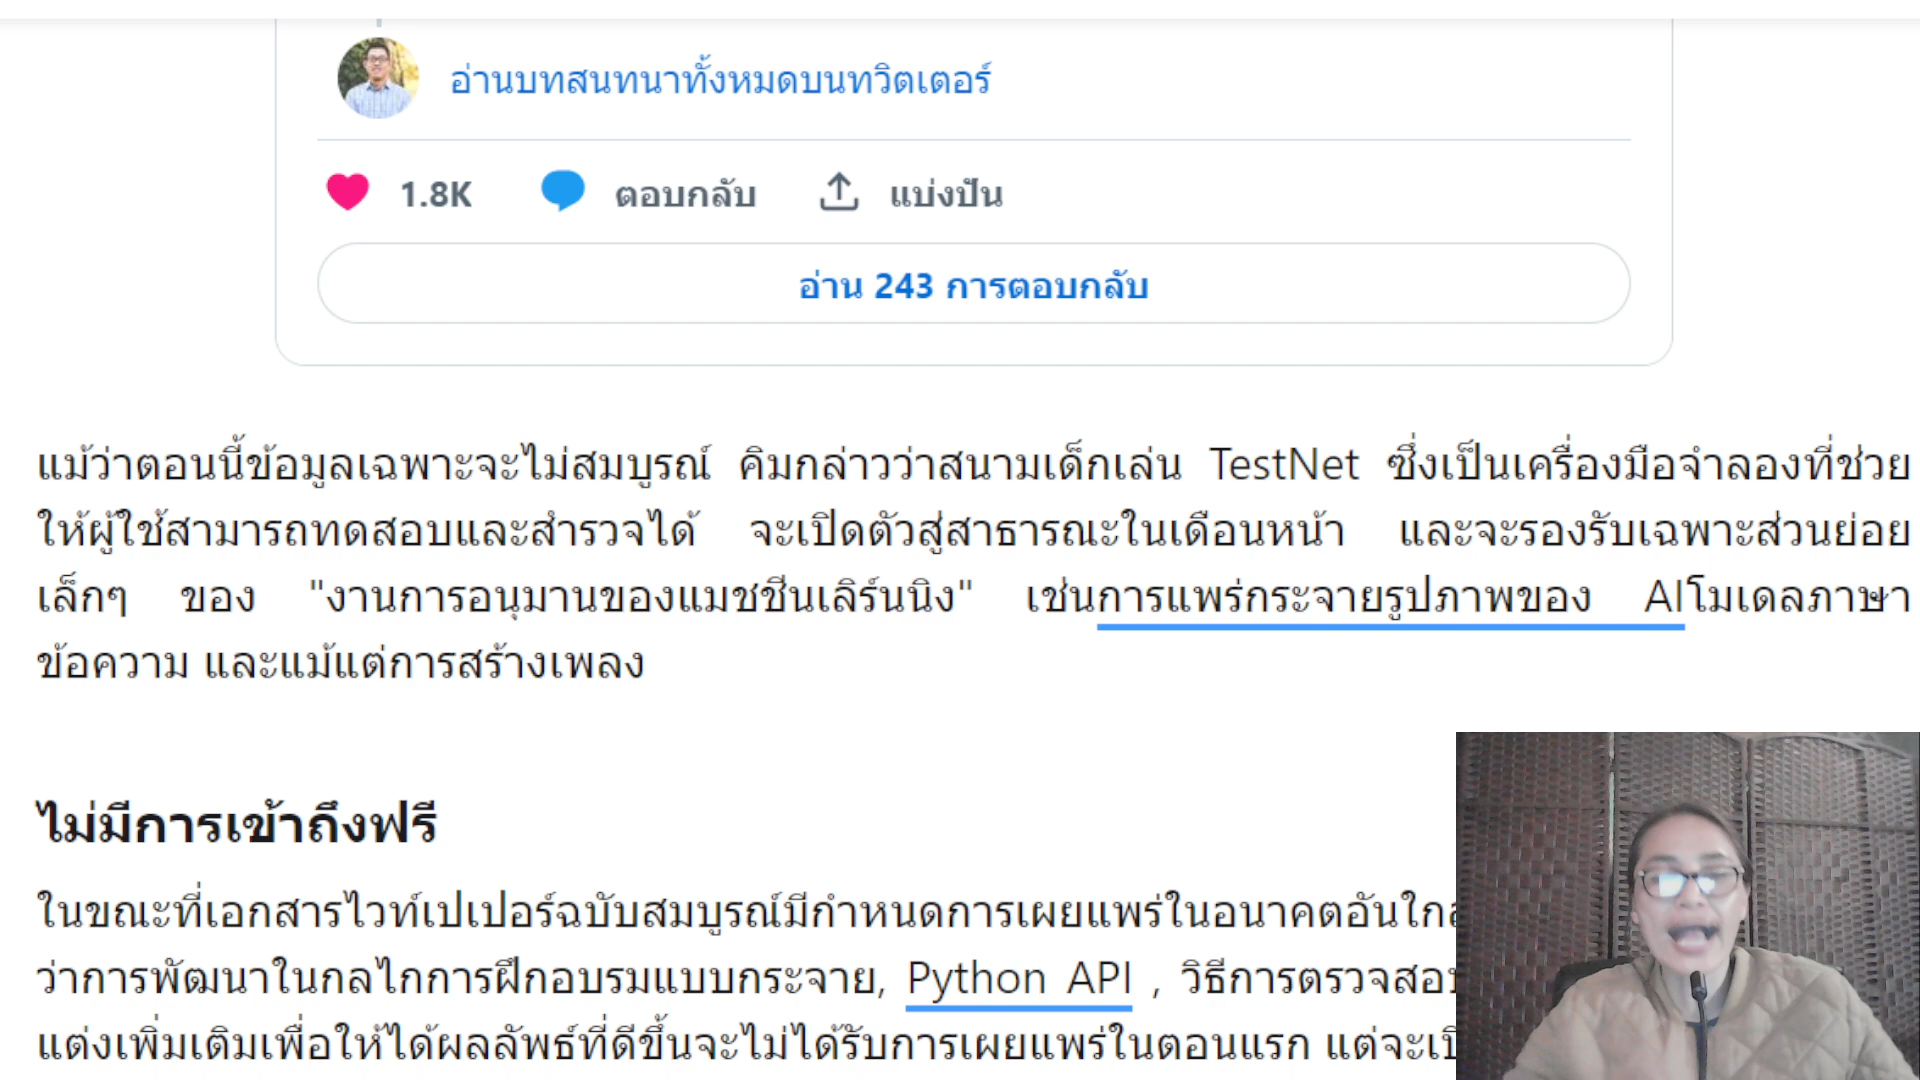 อ่านบทสนทนาทั้งหมดบนทวิตเตอร์
1.8K ตอบกลับ แบ่งปัน
อ่าน 243 การตอบกลับ
แม้ว่าตอนนี้ข้อมูลเฉพาะจะไม่สมบูรณ์ คิมกล่าวว่าสนามเด็กเล่น TestNet ซึ่งเป็นเครื่องมือจำลองที่ช่วย
ให้ผู้ใช้สามารถทดสอบและสำรวจได้ จะเปิดตัวสู่สาธารณะในเดือนหน้า และจะรองรับเฉพาะส่วนย่อย
เล็กๆ ของ "งานการอนุมานของแมชชีนเลิร์นนิง" เช่นการแพร่กระจายรูปภาพของ AIโมเดลภาษา
ข้อความ และแม้แต่การสร้างเพลง
ไม่มีการเข้าถึงฟรี
ในขณะที่เอกสารไวท์เปเปอร์ฉบับสมบูรณ์มีกำหนดการเผยแพร่ในอนาคตอัน
ว่าการพัฒนาในกลไกการฝึกอบรมแบบกระจาย, Python API , วิธีการ
แต่งเพิ่มเติมเพื่อให้ได้ผลลัพธ์ที่ดีขึ้นจะไม่ได้รับการเผยแพร่ในตอนแรก แต่จะ